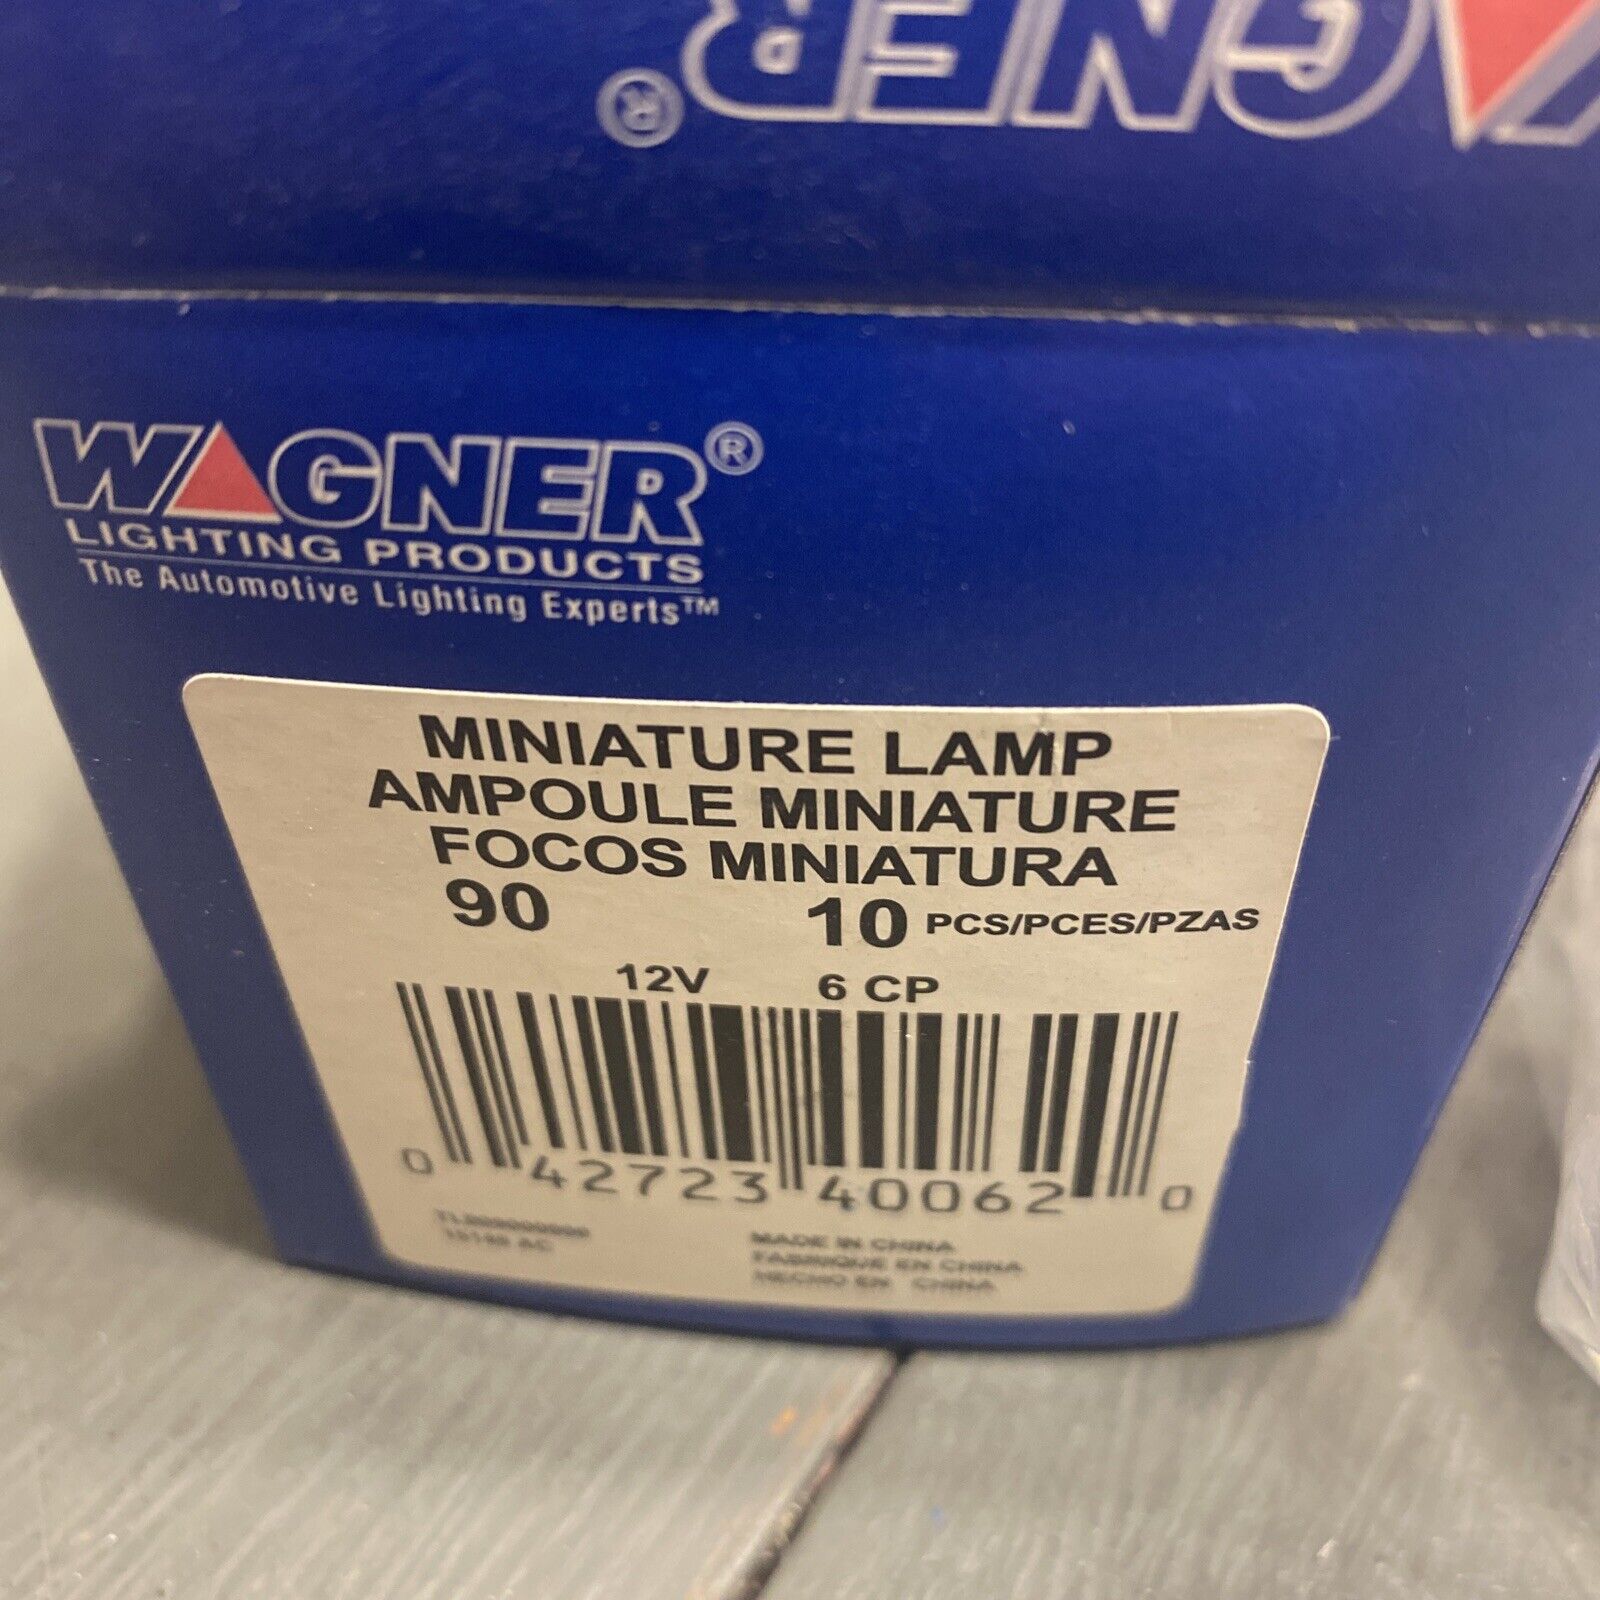 WAGNER®
WAGNER®
LIGHTING PRODUCTS
The Automotive Lighting Experts™
MINIATURE LAMP
AMPOULE MINIATURE
FOCOS MINIATURA
90 10 PCS/PCES/PZAS
12V 6 CP
0 42723 40062 0
MADE IN CHINA
FABRIQUE EN CHINA
HECHO EN CHINA